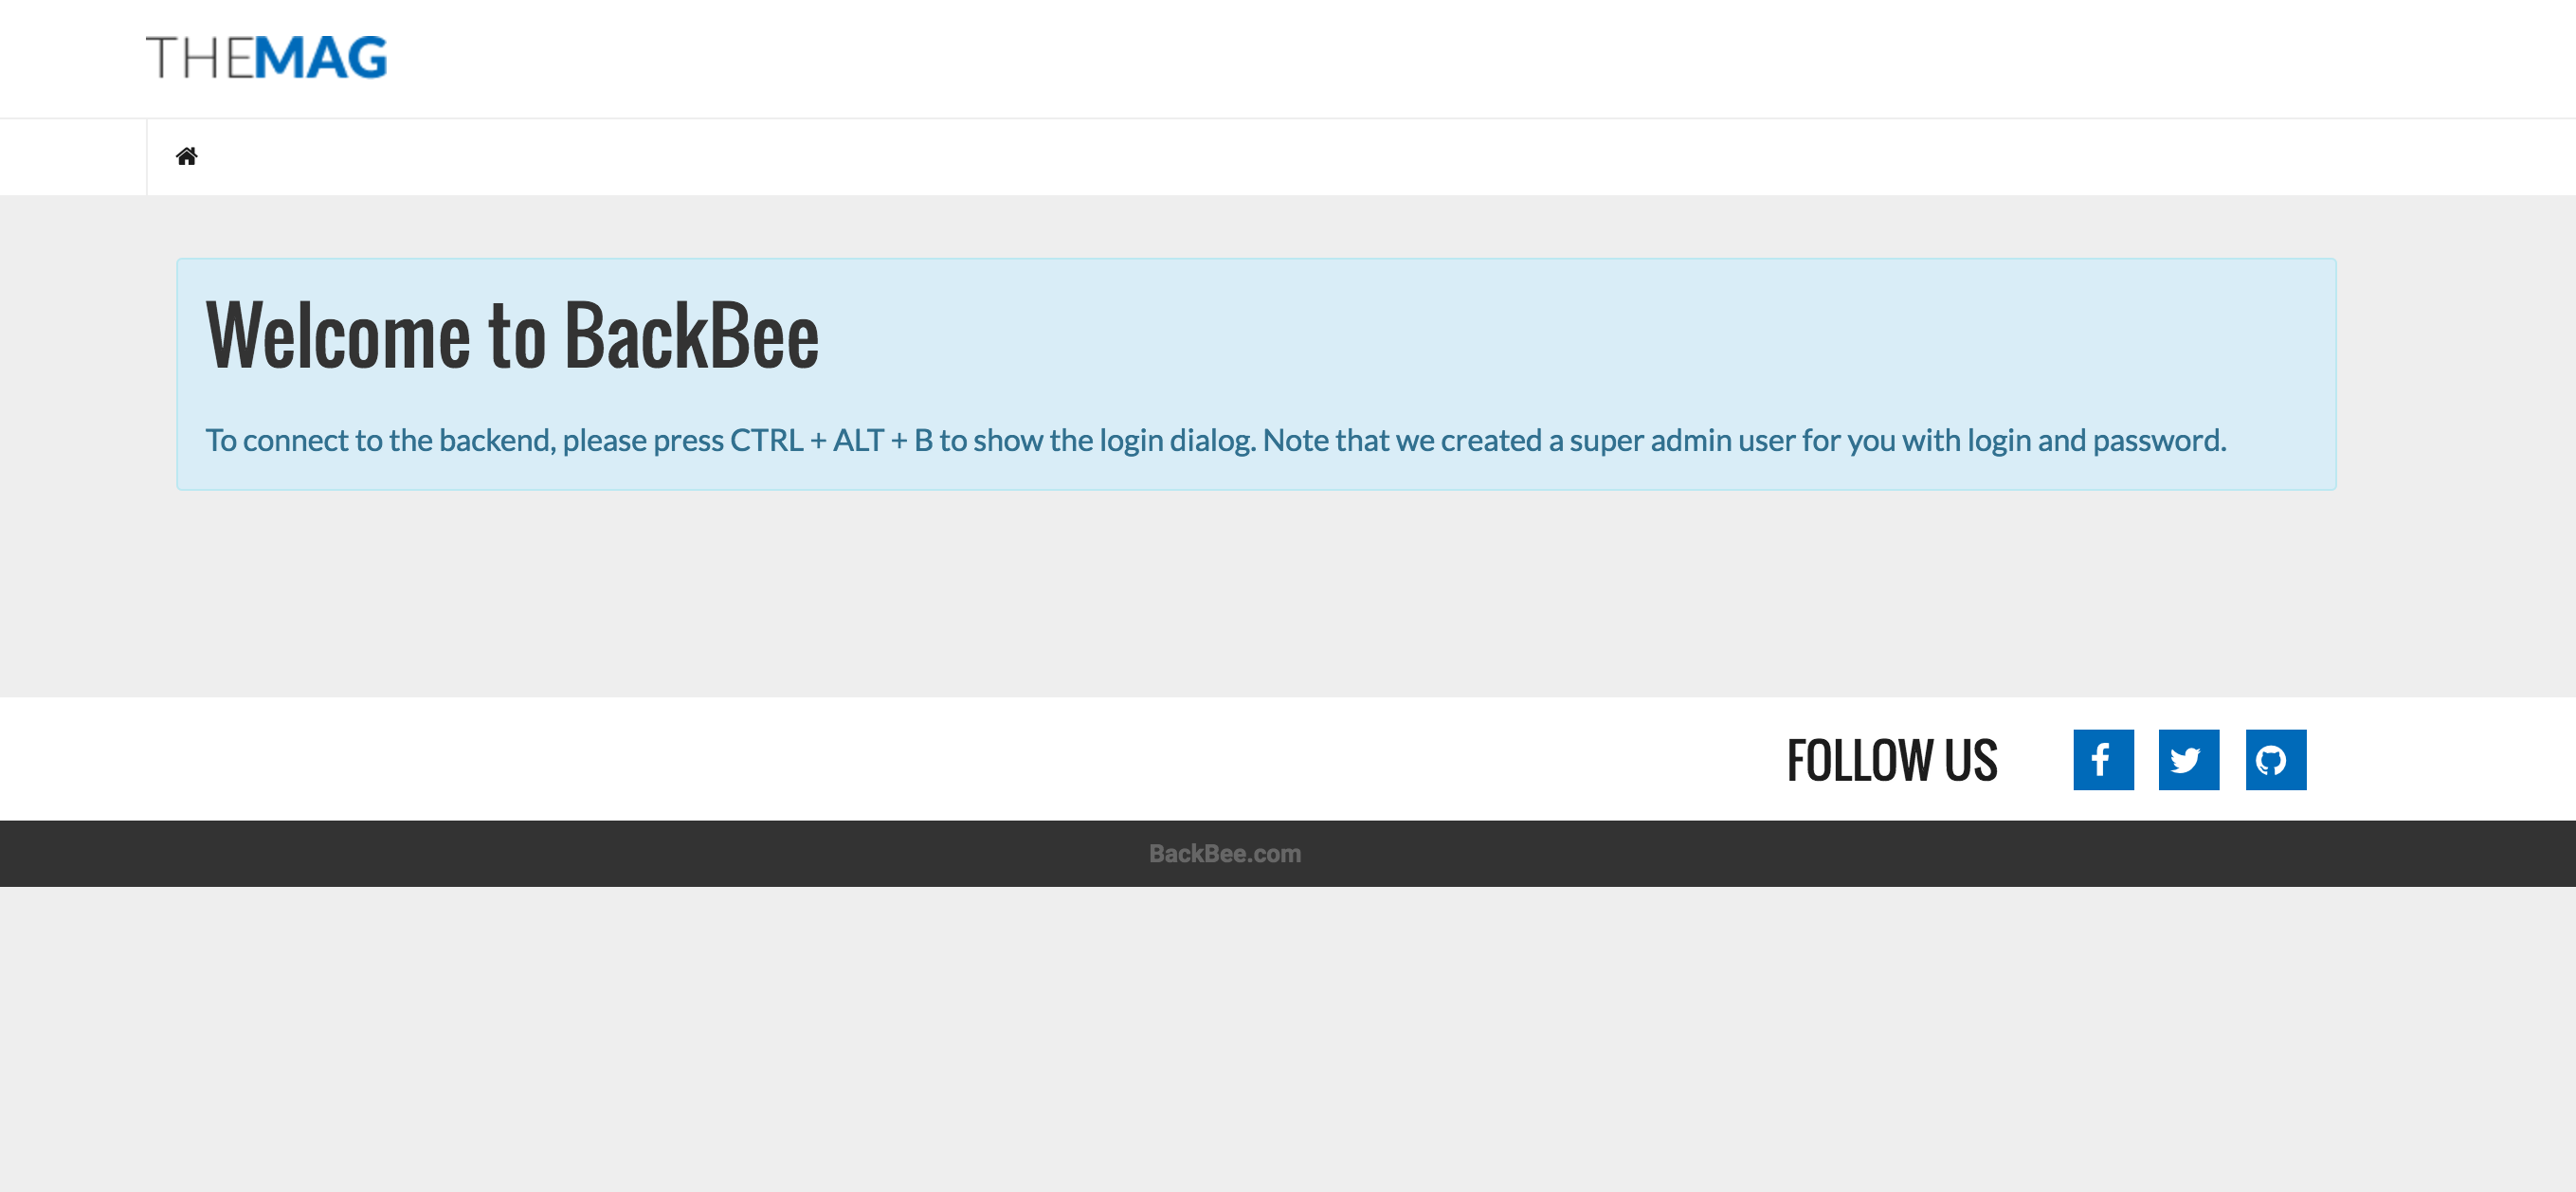 THEMAG
Welcome to BackBee
To connect to the backend, please press CTRL + ALT + B to show the login dialog. Note that we created a super admin user for you with login and password.
FOLLOW US
BackBee.com